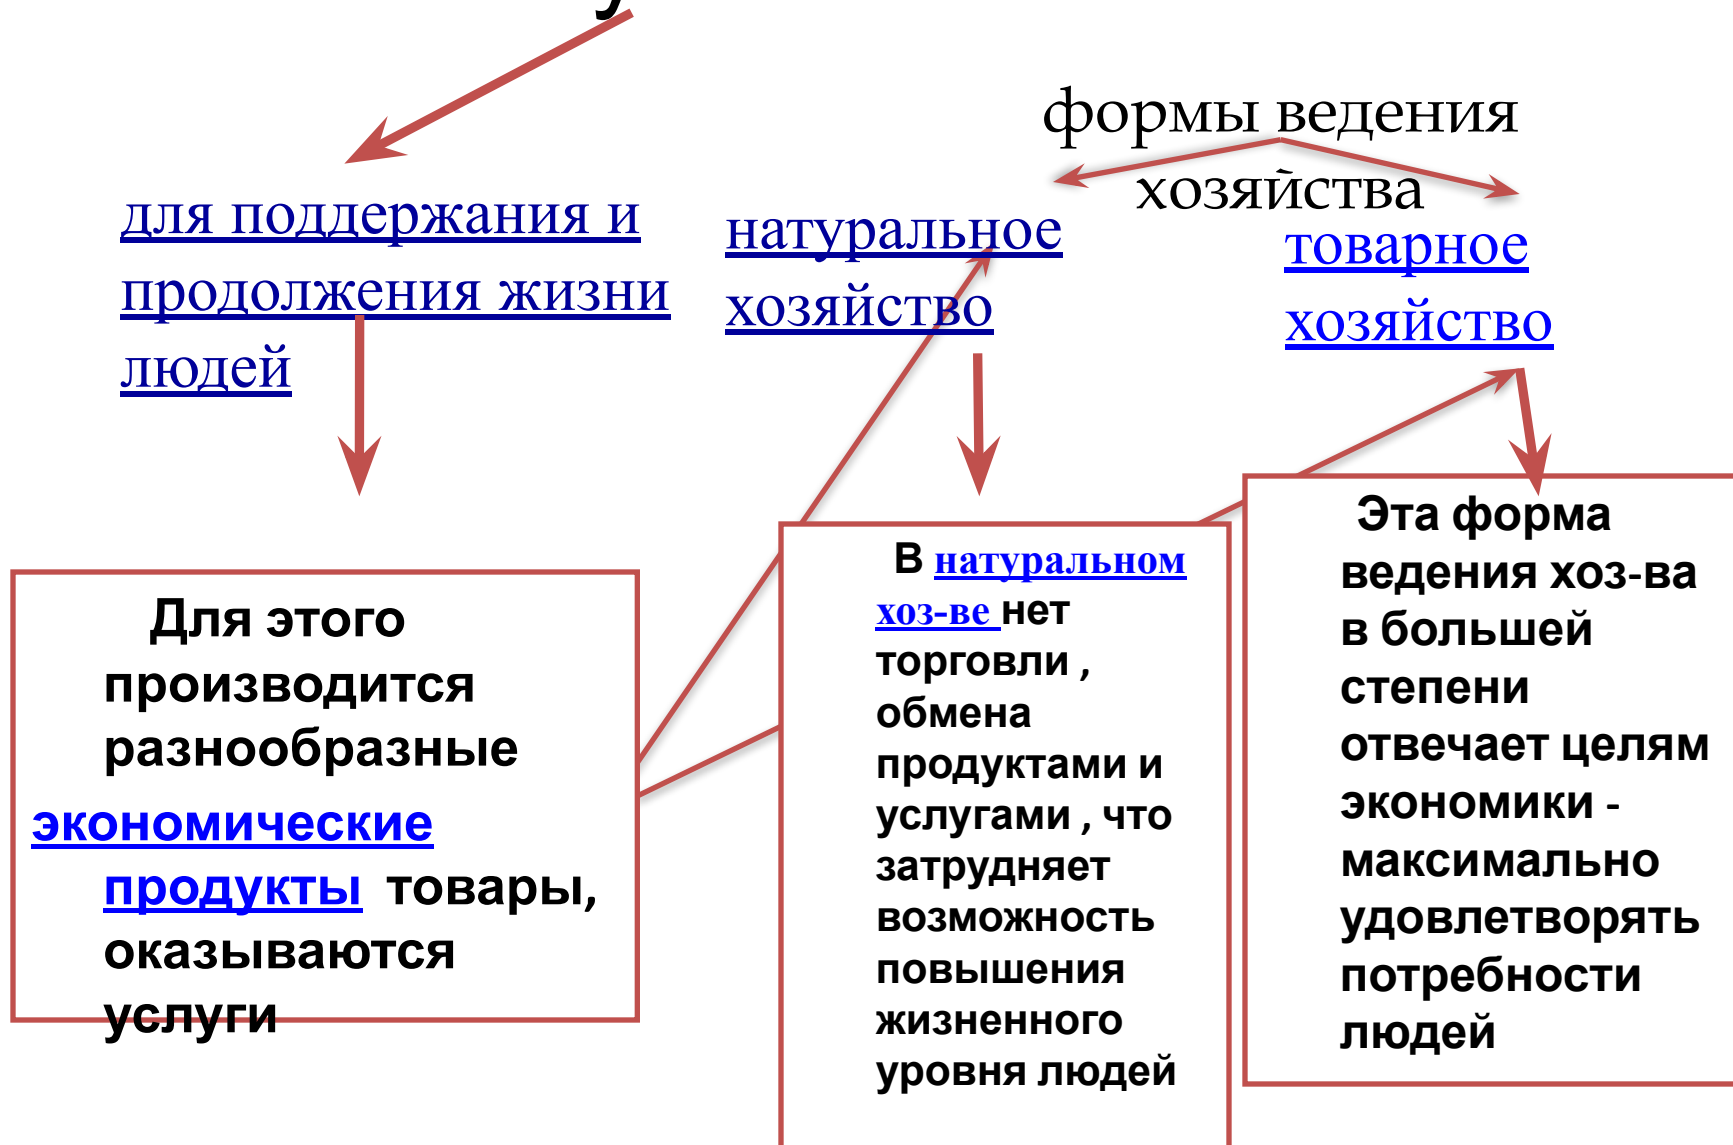 у
формы ведения
хозяйства
для поддержания и
продолжения жизни
людей
натуральное
хозяйство
товарное
хозяйство
Для этого
производится
разнообразные
экономические
продукты товары,
оказываются
услуги
В натуральном
хоз-ве нет
торговли ,
обмена
продуктами и
услугами , что
затрудняет
возможность
повышения
жизненного
уровня людей
Эта форма
ведения хоз-ва
в большей
степени
отвечает целям
экономики -
максимально
удовлетворять
потребности
людей